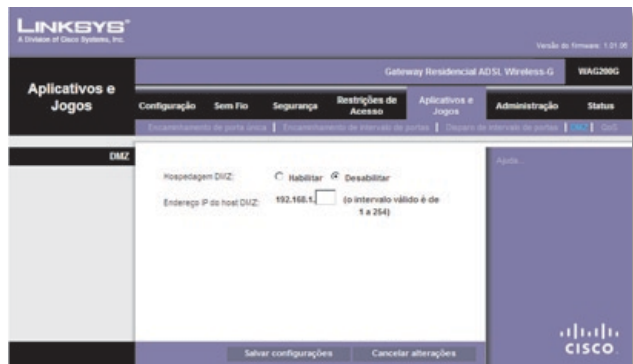 LINKSYS®
A Division of Cisco Systems, Inc.
Versão do firmware: 1.01.06
Gateway Residencial ADSL Wireless-G
WAG200G
Aplicativos e
Jogos
Configuração
Sem Fio
Segurança
Restrições de
Acesso
Aplicativos e
Jogos
Administração
Status
Encaminhamento de porta única | Encaminhamento de intervalo de portas | Disparo de intervalo de portas | DMZ | QoS
DMZ
Hospedagem DMZ:
Habilitar
Desabilitar
Endereço IP do host DMZ:
192.168.1.
(o intervalo válido é de
1 a 254)
Ajuda...
Salvar configurações
Cancelar alterações
CISCO